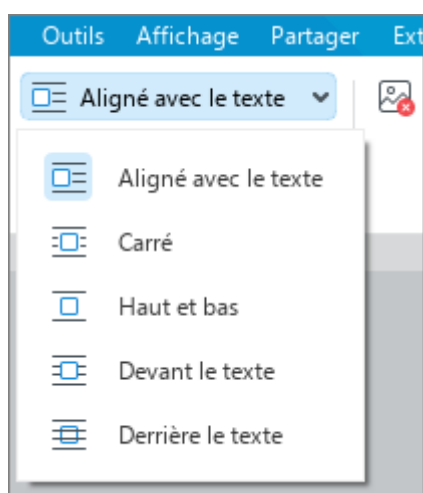 Outils Affichage Partager Ext
Aligné avec le texte
Aligné avec le texte
Carré
Haut et bas
Devant le texte
Derrière le texte